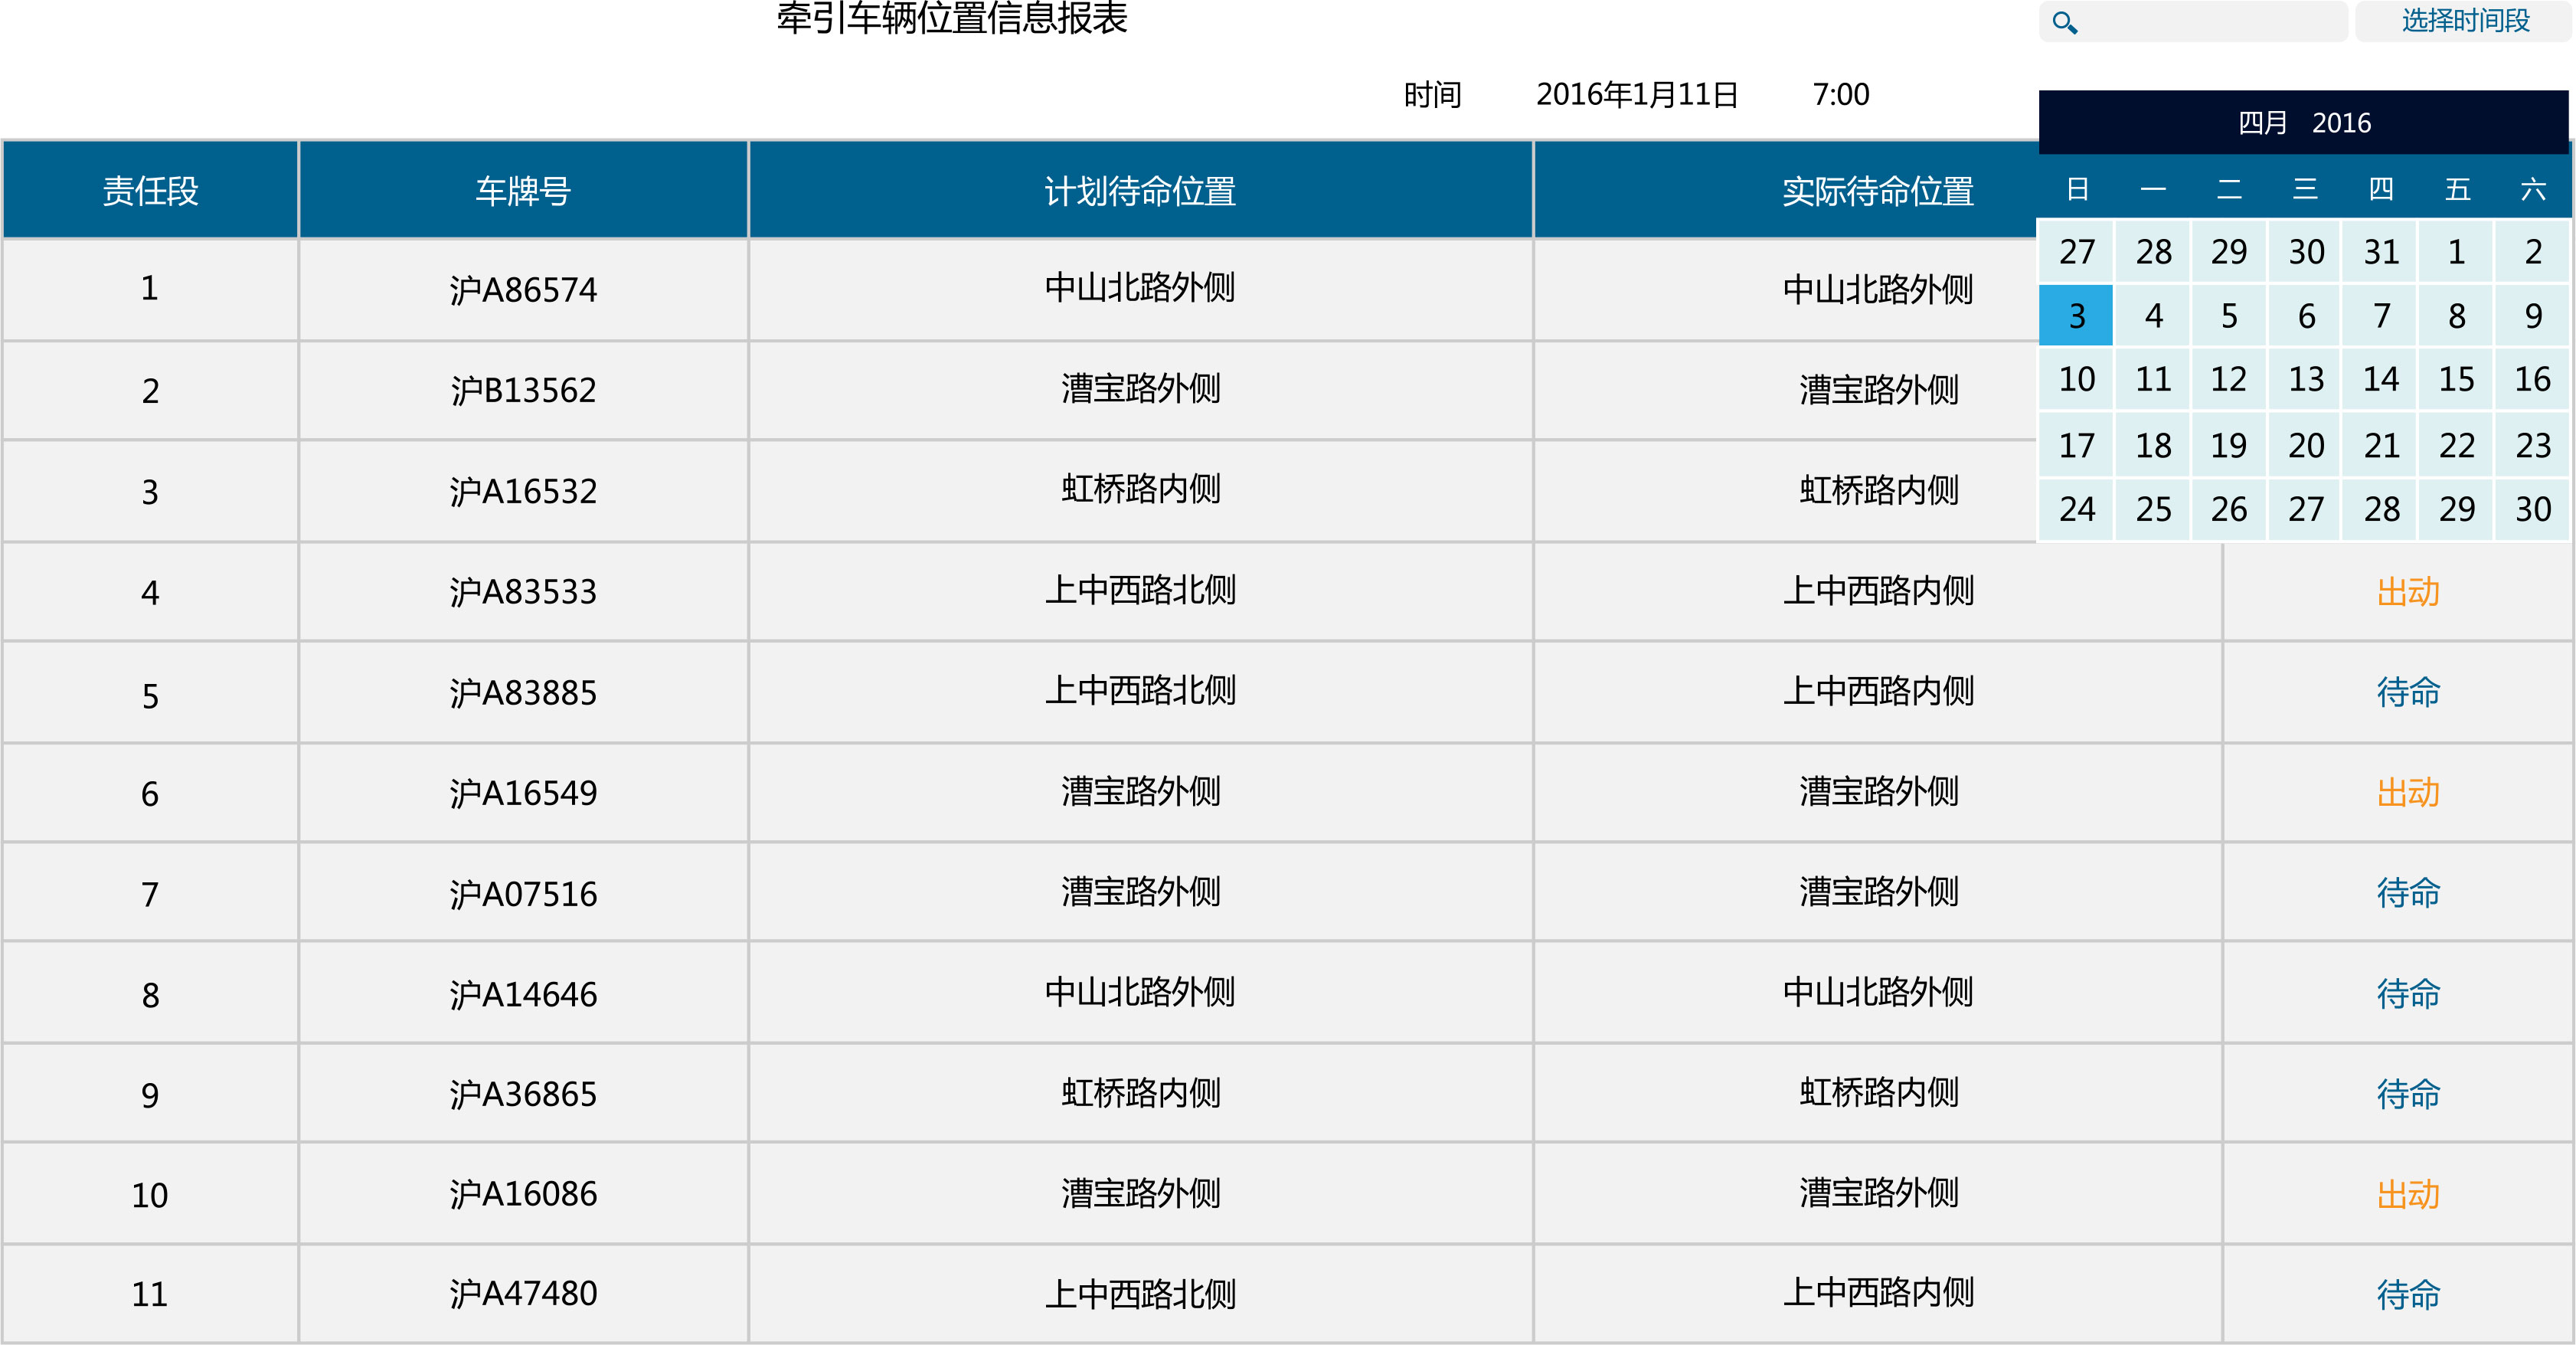 牵引车辆位置信息报表
选择时间段
时间 2016年1月11日 7:00
四月 2016
日 一 二 三 四 五 六
27 28 29 30 31 1 2
3 4 5 6 7 8 9
10 11 12 13 14 15 16
17 18 19 20 21 22 23
24 25 26 27 28 29 30
责任段 车牌号 计划待命位置 实际待命位置
1 沪A86574 中山北路外侧 中山北路外侧
2 沪B13562 漕宝路外侧 漕宝路外侧
3 沪A16532 虹桥路内侧 虹桥路内侧
4 沪A83533 上中西路北侧 上中西路内侧 出动
5 沪A83885 上中西路北侧 上中西路内侧 待命
6 沪A16549 漕宝路外侧 漕宝路外侧 出动
7 沪A07516 漕宝路外侧 漕宝路外侧 待命
8 沪A14646 中山北路外侧 中山北路外侧 待命
9 沪A36865 虹桥路内侧 虹桥路内侧 待命
10 沪A16086 漕宝路外侧 漕宝路外侧 出动
11 沪A47480 上中西路北侧 上中西路内侧 待命